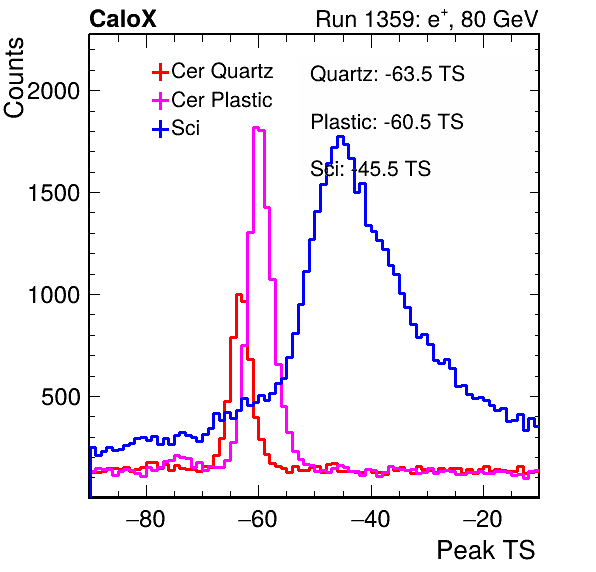 CaloX Run 1359: e⁺, 80 GeV
Counts
Cer Quartz
Cer Plastic
Sci
Quartz: -63.5 TS
Plastic: -60.5 TS
Sci: -45.5 TS
2000
1500
1000
500
−80 −60 −40 −20
Peak TS